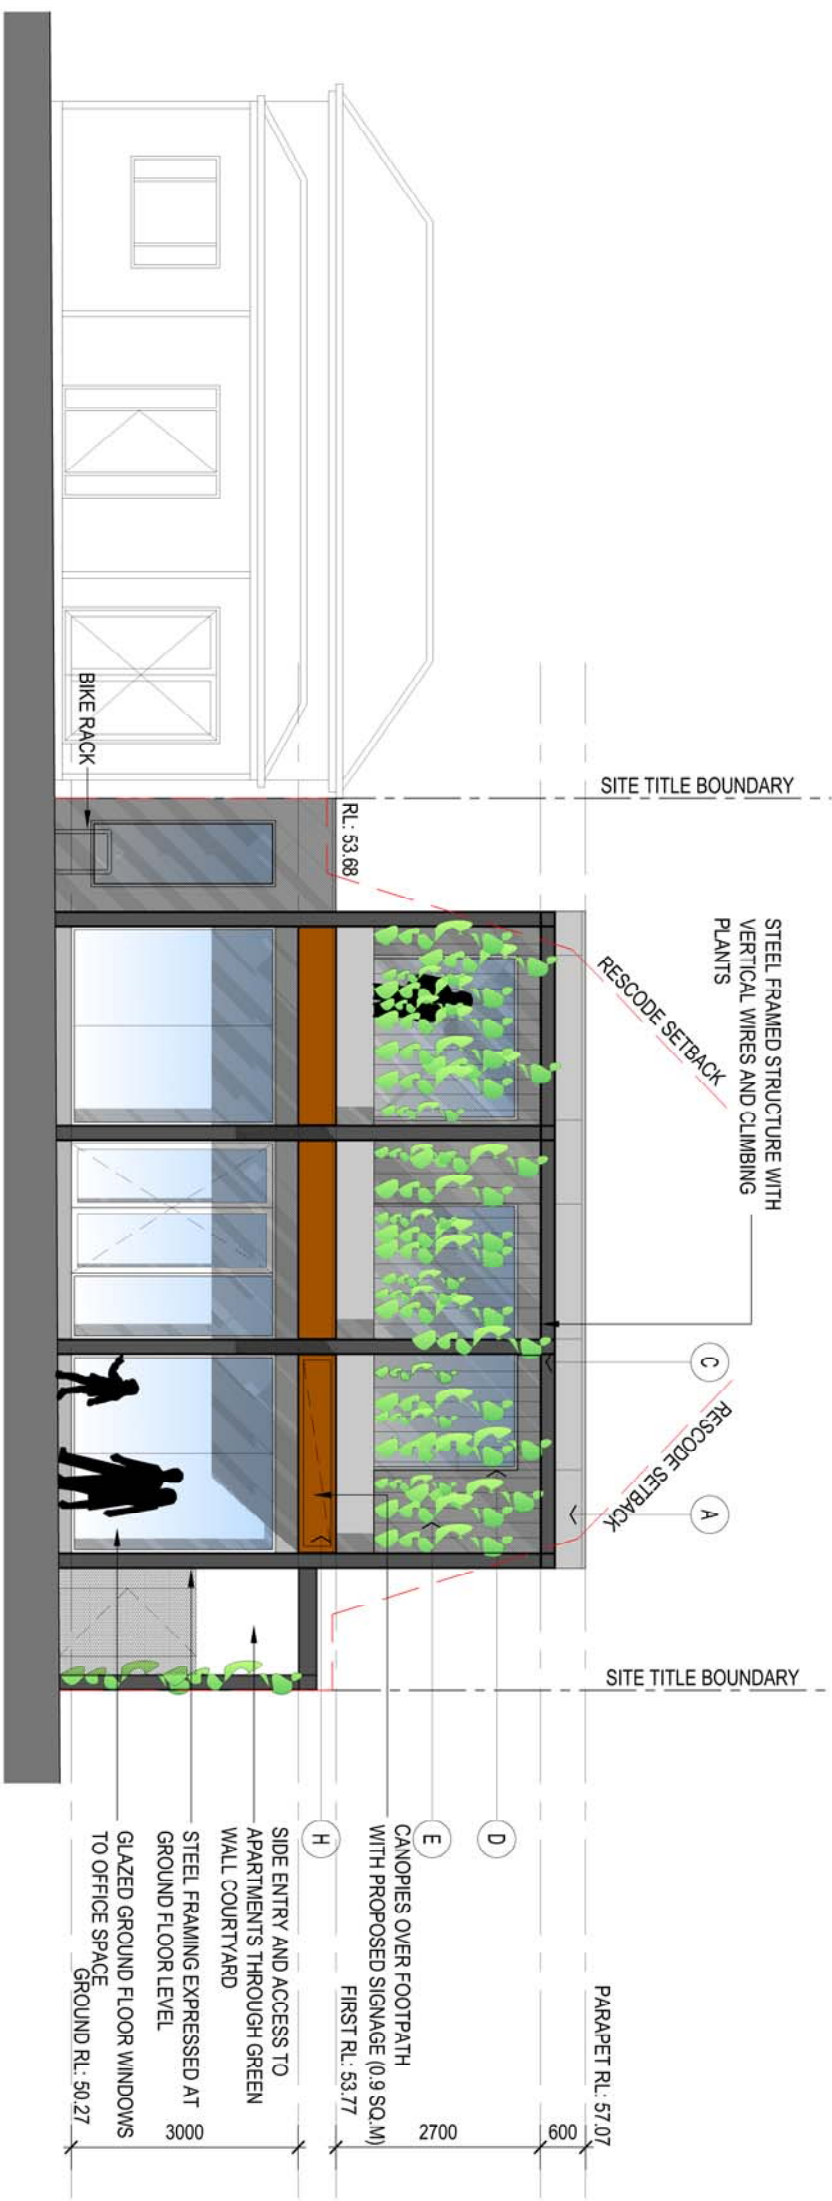 SITE TITLE BOUNDARY
STEEL FRAMED STRUCTURE WITH
VERTICAL WIRES AND CLIMBING
PLANTS
RESCODE SETBACK
C
A
RESCODE SETBACK
SITE TITLE BOUNDARY
RL: 53.68
BIKE RACK
D
E
H
PARAPET RL: 57.07
600
2700
3000
CANOPIES OVER FOOTPATH
WITH PROPOSED SIGNAGE (0.9 SQ.M)
FIRST RL: 53.77
SIDE ENTRY AND ACCESS TO
APARTMENTS THROUGH GREEN
WALL COURTYARD
STEEL FRAMING EXPRESSED AT
GROUND FLOOR LEVEL
GLAZED GROUND FLOOR WINDOWS
TO OFFICE SPACE
GROUND RL: 50.27